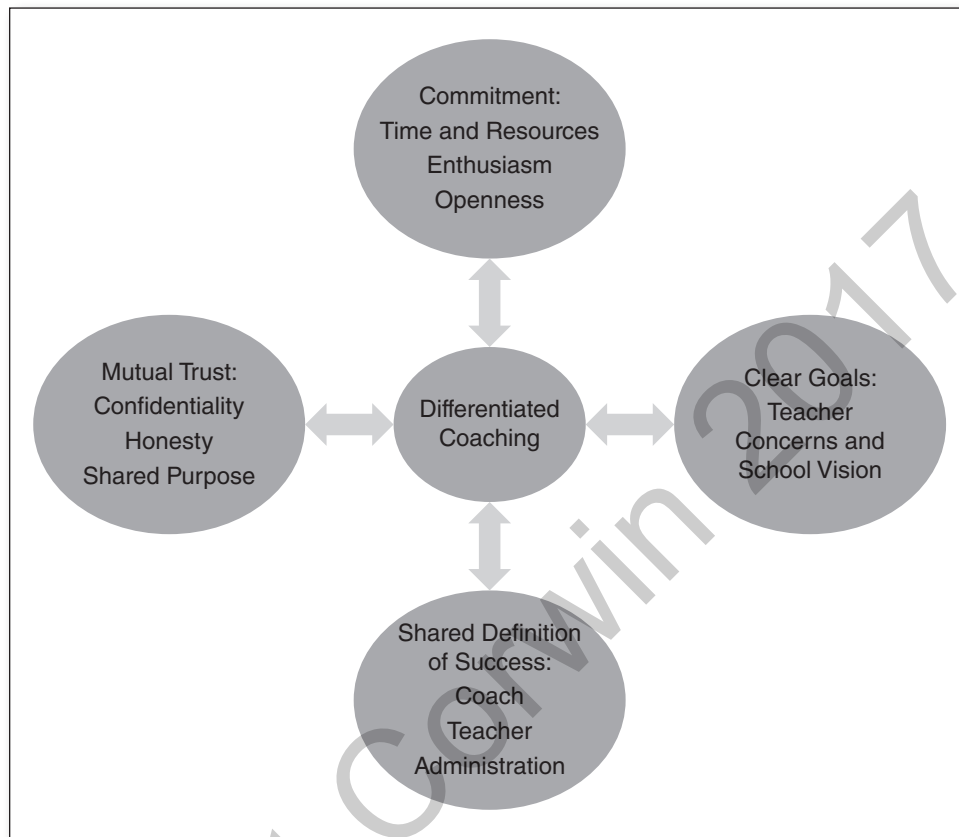 Commitment:
Time and Resources
Enthusiasm
Openness
Mutual Trust:
Confidentiality
Honesty
Shared Purpose
Differentiated
Coaching
Clear Goals:
Teacher
Concerns and
School Vision
Shared Definition
of Success:
Coach
Teacher
Administration
Corwin 2017